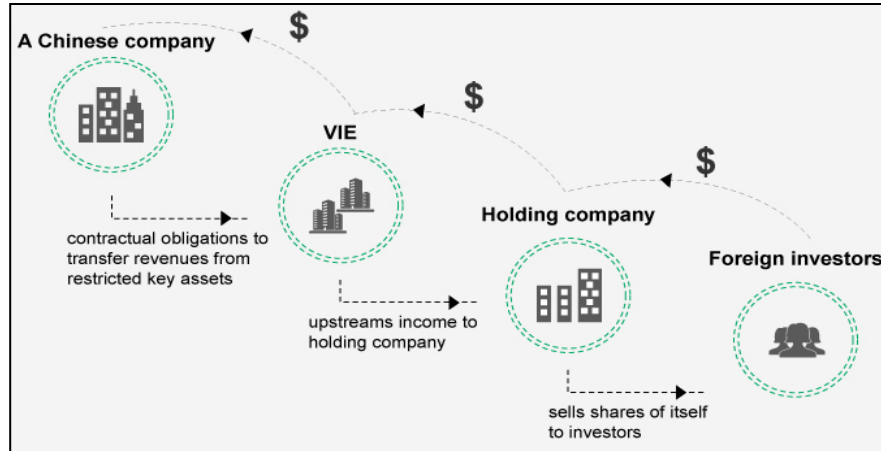 A Chinese company
$
VIE
$
Holding company
$
Foreign investors
contractual obligations to
transfer revenues from
restricted key assets
upstreams income to
holding company
sells shares of itself
to investors